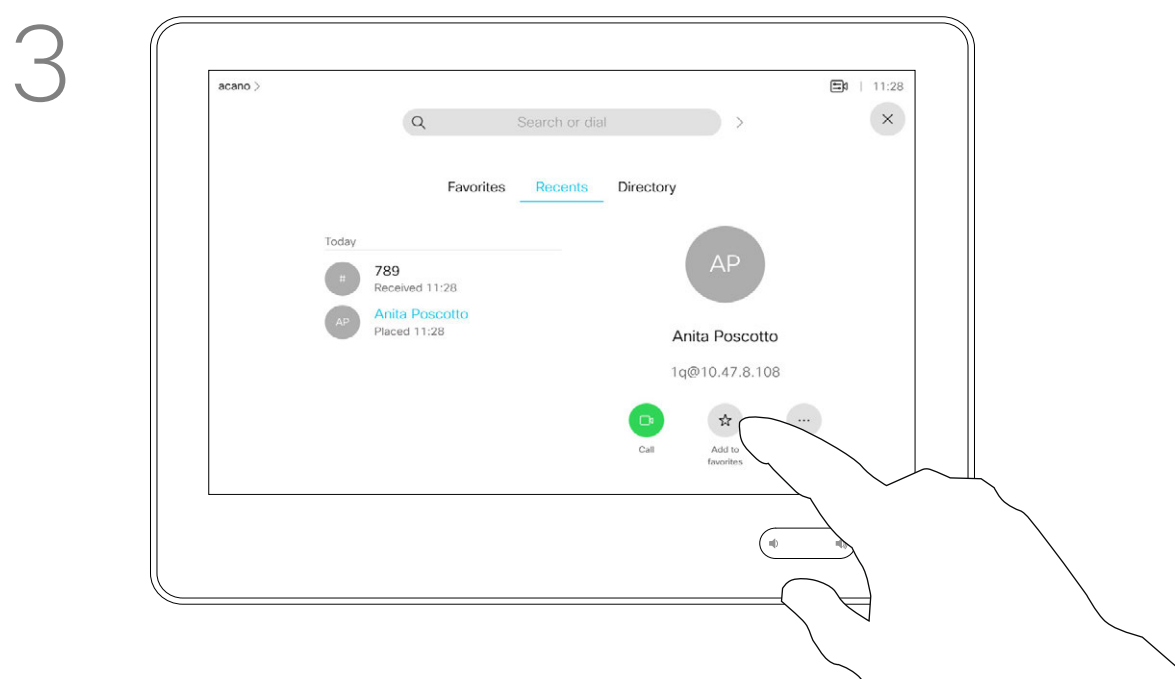 3
acano >
11:28
Search or dial
Favorites Recents Directory
Today
#
789
Received 11:28
AP
Anita Poscotto
Placed 11:28
AP
Anita Poscotto
1q@10.47.8.108
Call
Add to
favorites